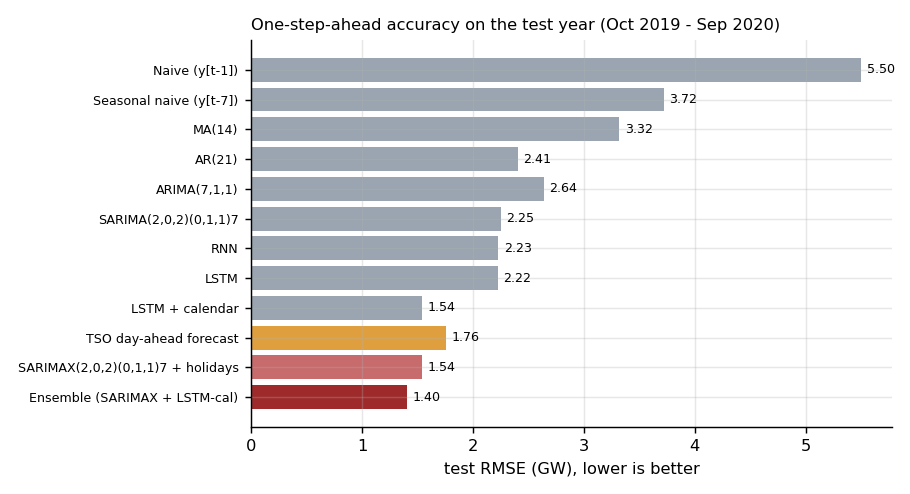 One-step-ahead accuracy on the test year (Oct 2019 - Sep 2020)
Naive (y[t-1]) 5.50
Seasonal naive (y[t-7]) 3.72
MA(14) 3.32
AR(21) 2.41
ARIMA(7,1,1) 2.64
SARIMA(2,0,2)(0,1,1)7 2.25
RNN 2.23
LSTM 2.22
LSTM + calendar 1.54
TSO day-ahead forecast 1.76
SARIMAX(2,0,2)(0,1,1)7 + holidays 1.54
Ensemble (SARIMAX + LSTM-cal) 1.40
0 1 2 3 4 5
test RMSE (GW), lower is better